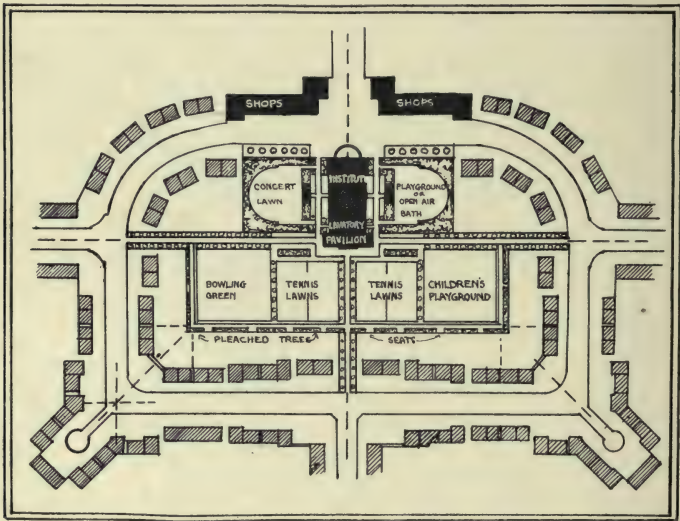 SHOPS
SHOPS
INSTITUTE
CONCERT
LAWN
PLAYGROUND
OR
OPEN AIR
BATH
LAVATORY
PAVILION
BOWLING
GREEN
TENNIS
LAWNS
TENNIS
LAWNS
CHILDREN'S
PLAYGROUND
PLEACHED TREES
SEATS